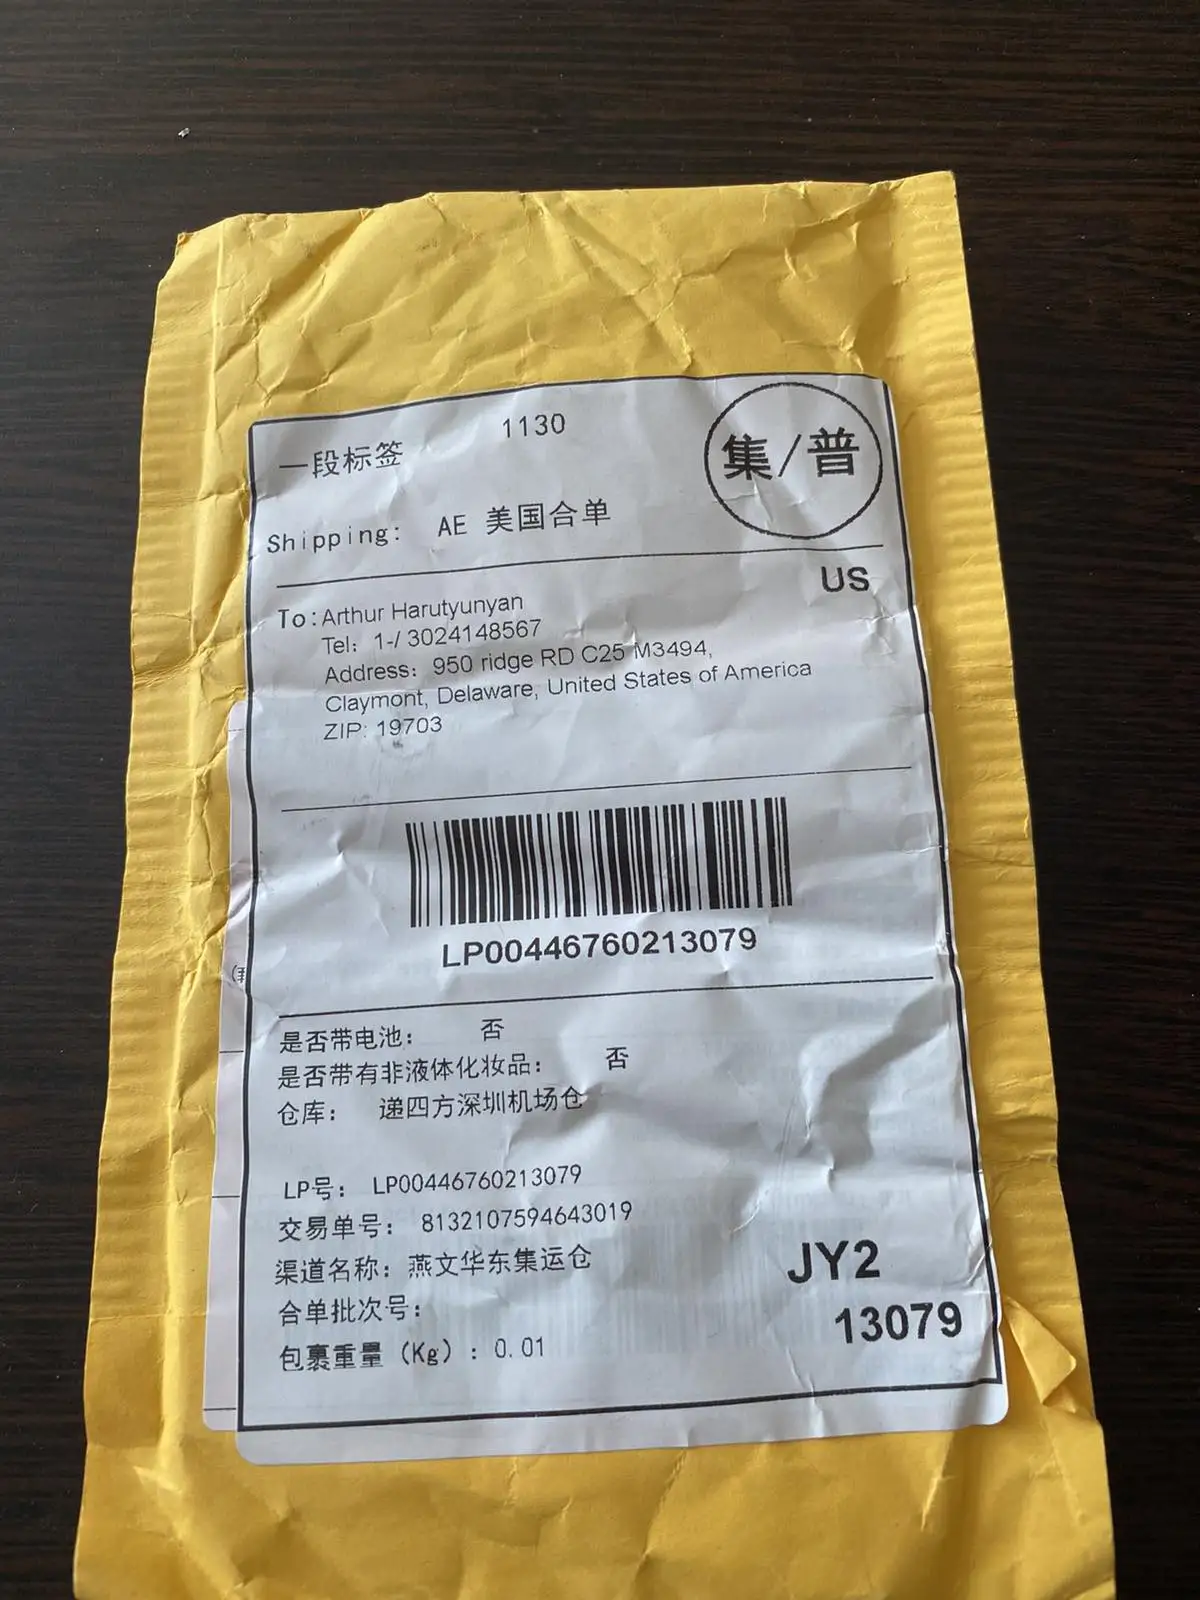 1130
一段标签
集/普
Shipping: AE 美国合单
US
To:Arthur Harutyunyan
Tel: 1-/ 3024148567
Address: 950 ridge RD C25 M3494,
Claymont, Delaware, United States of America
ZIP: 19703
LP00446760213079
是否带电池: 否
是否带有非液体化妆品: 否
仓库: 递四方深圳机场仓
LP号: LP00446760213079
交易单号: 8132107594643019
渠道名称: 燕文华东集运仓
合单批次号:
包裹重量 (Kg) : 0.01
JY2
13079